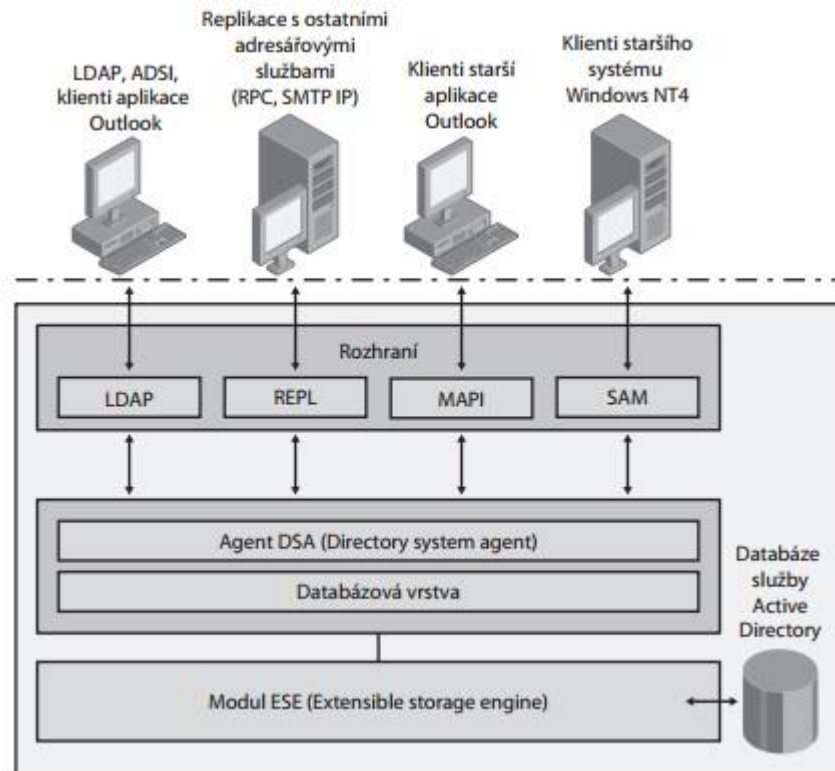 LDAP, ADSI,
klienti aplikace
Outlook
Replikace s ostatními
adresářovými
službami
(RPC, SMTP IP)
Klienti starší
aplikace
Outlook
Klienti staršího
systému
Windows NT4
Rozhraní
LDAP
REPL
MAPI
SAM
Agent DSA (Directory system agent)
Databázová vrstva
Modul ESE (Extensible storage engine)
Databáze
služby
Active
Directory